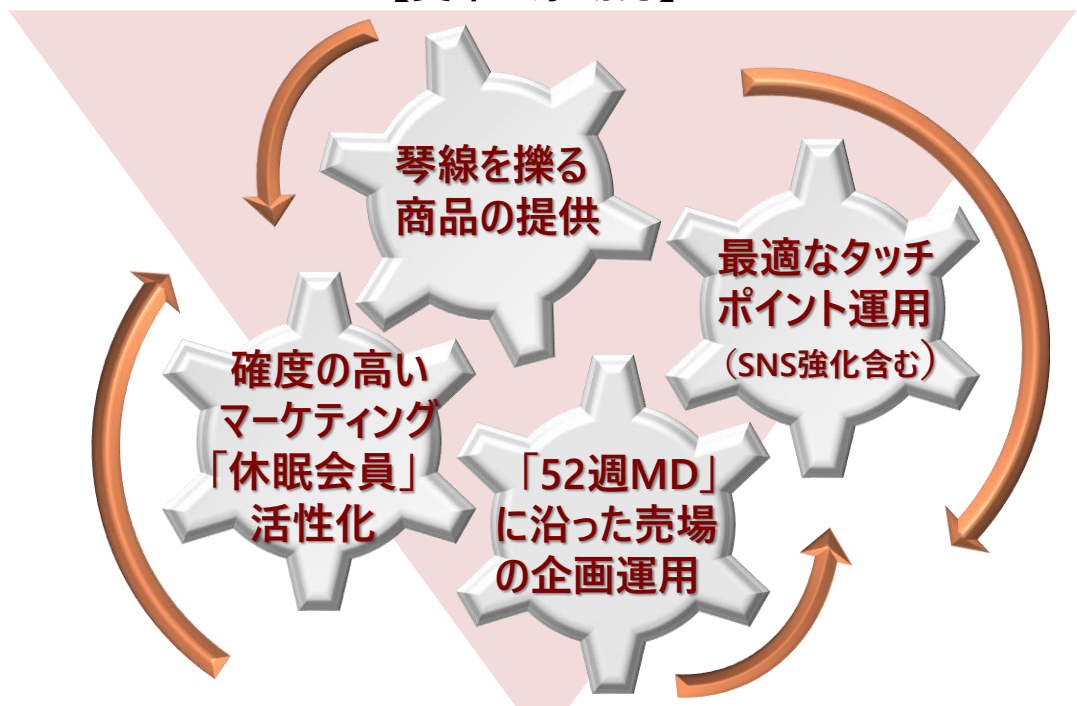 琴線を擽る
商品の提供
最適なタッチ
ポイント運用
（SNS強化含む）
確度の高い
マーケティング
「休眠会員」
活性化
「52週MD」
に沿った売場
の企画運用